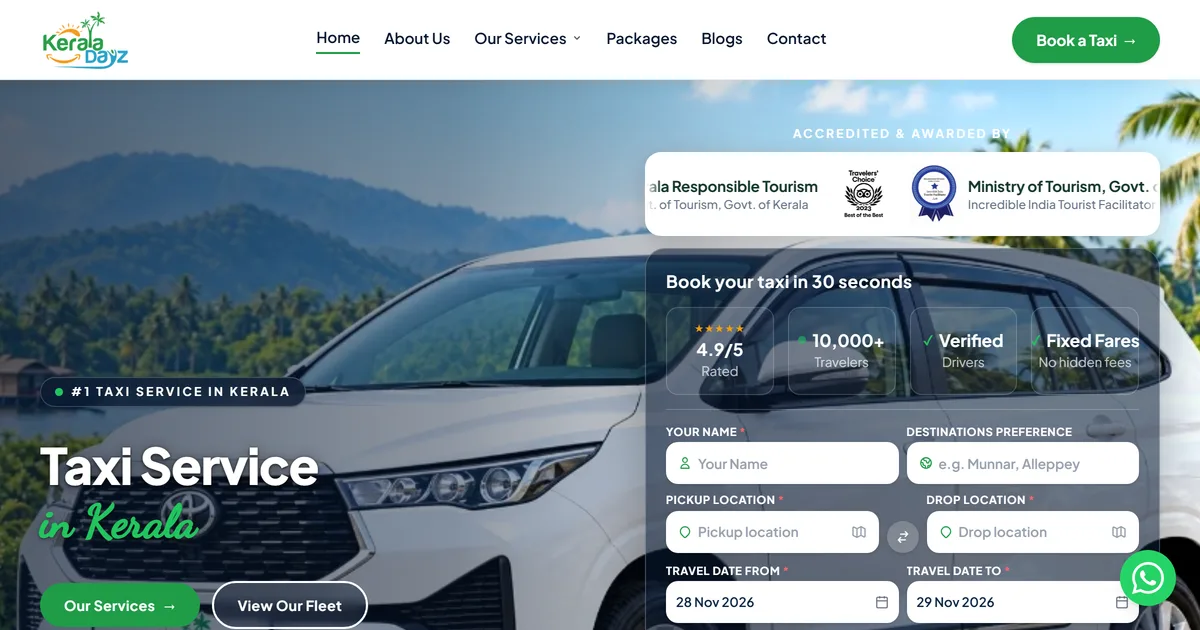 Kerala
Dayz
Home
About Us
Our Services
Packages
Blogs
Contact
Book a Taxi →
ACCREDITED & AWARDED BY
ala Responsible Tourism
t. of Tourism, Govt. of Kerala
Travelers'
Choice
2023
Best of the Best
Ministry of Tourism, Govt.
Incredible India Tourist Facilitator
Book your taxi in 30 seconds
★★★★★
4.9/5
Rated
10,000+
Travelers
✓ Verified
Drivers
✓ Fixed Fares
No hidden fees
#1 TAXI SERVICE IN KERALA
Taxi Service
in Kerala
Our Services →
View Our Fleet
YOUR NAME *
Your Name
DESTINATIONS PREFERENCE
e.g. Munnar, Alleppey
PICKUP LOCATION *
Pickup location
DROP LOCATION *
Drop location
TRAVEL DATE FROM *
28 Nov 2026
TRAVEL DATE TO *
29 Nov 2026